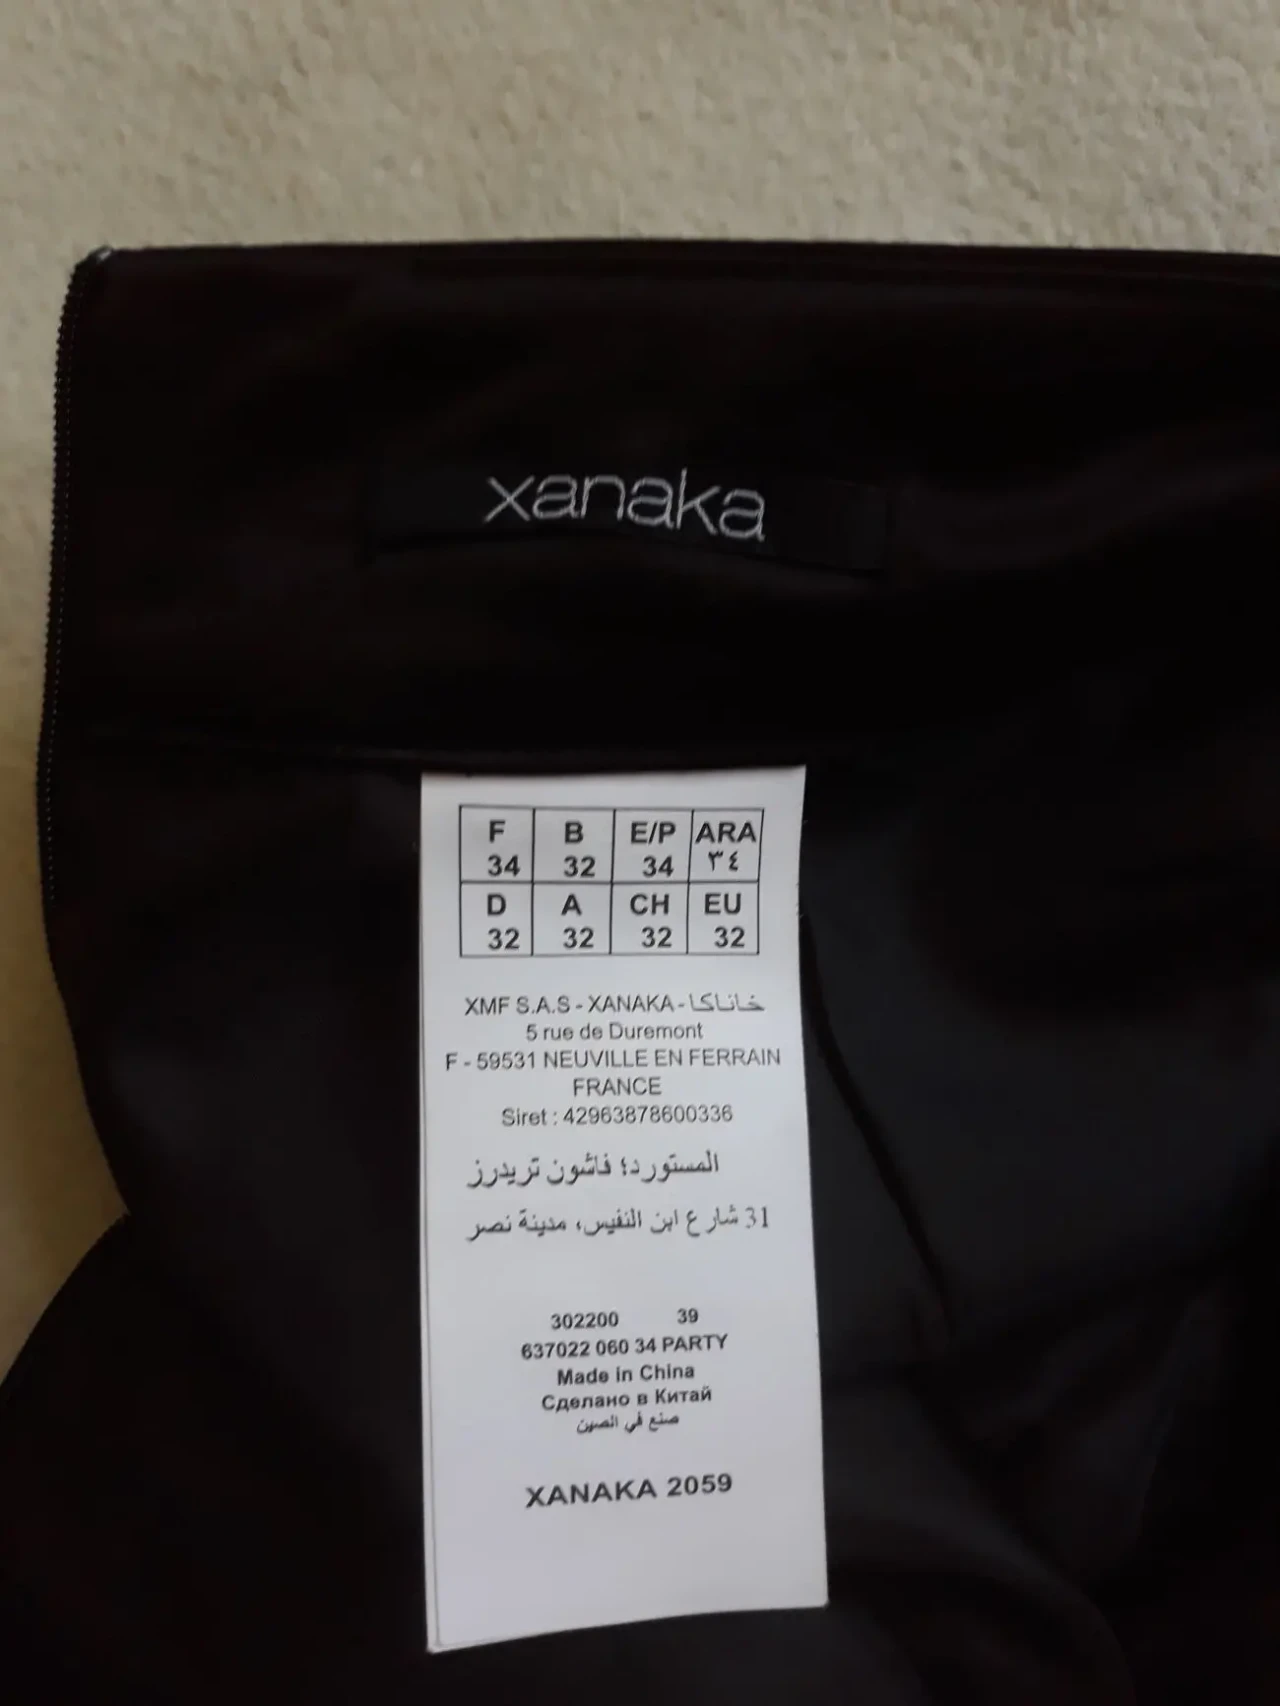 xanaka
F B E/P ARA
34 32 34 ٣٤
D A CH EU
32 32 32 32
XMF S.A.S - XANAKA - خاناكا
5 rue de Duremont
F - 59531 NEUVILLE EN FERRAIN
FRANCE
Siret : 42963878600336
المستورد؛ فاشون تريدرز
31 شارع ابن النفيس، مدينة نصر
302200 39
637022 060 34 PARTY
Made in China
Сделано в Китай
صنع في الصين
XANAKA 2059